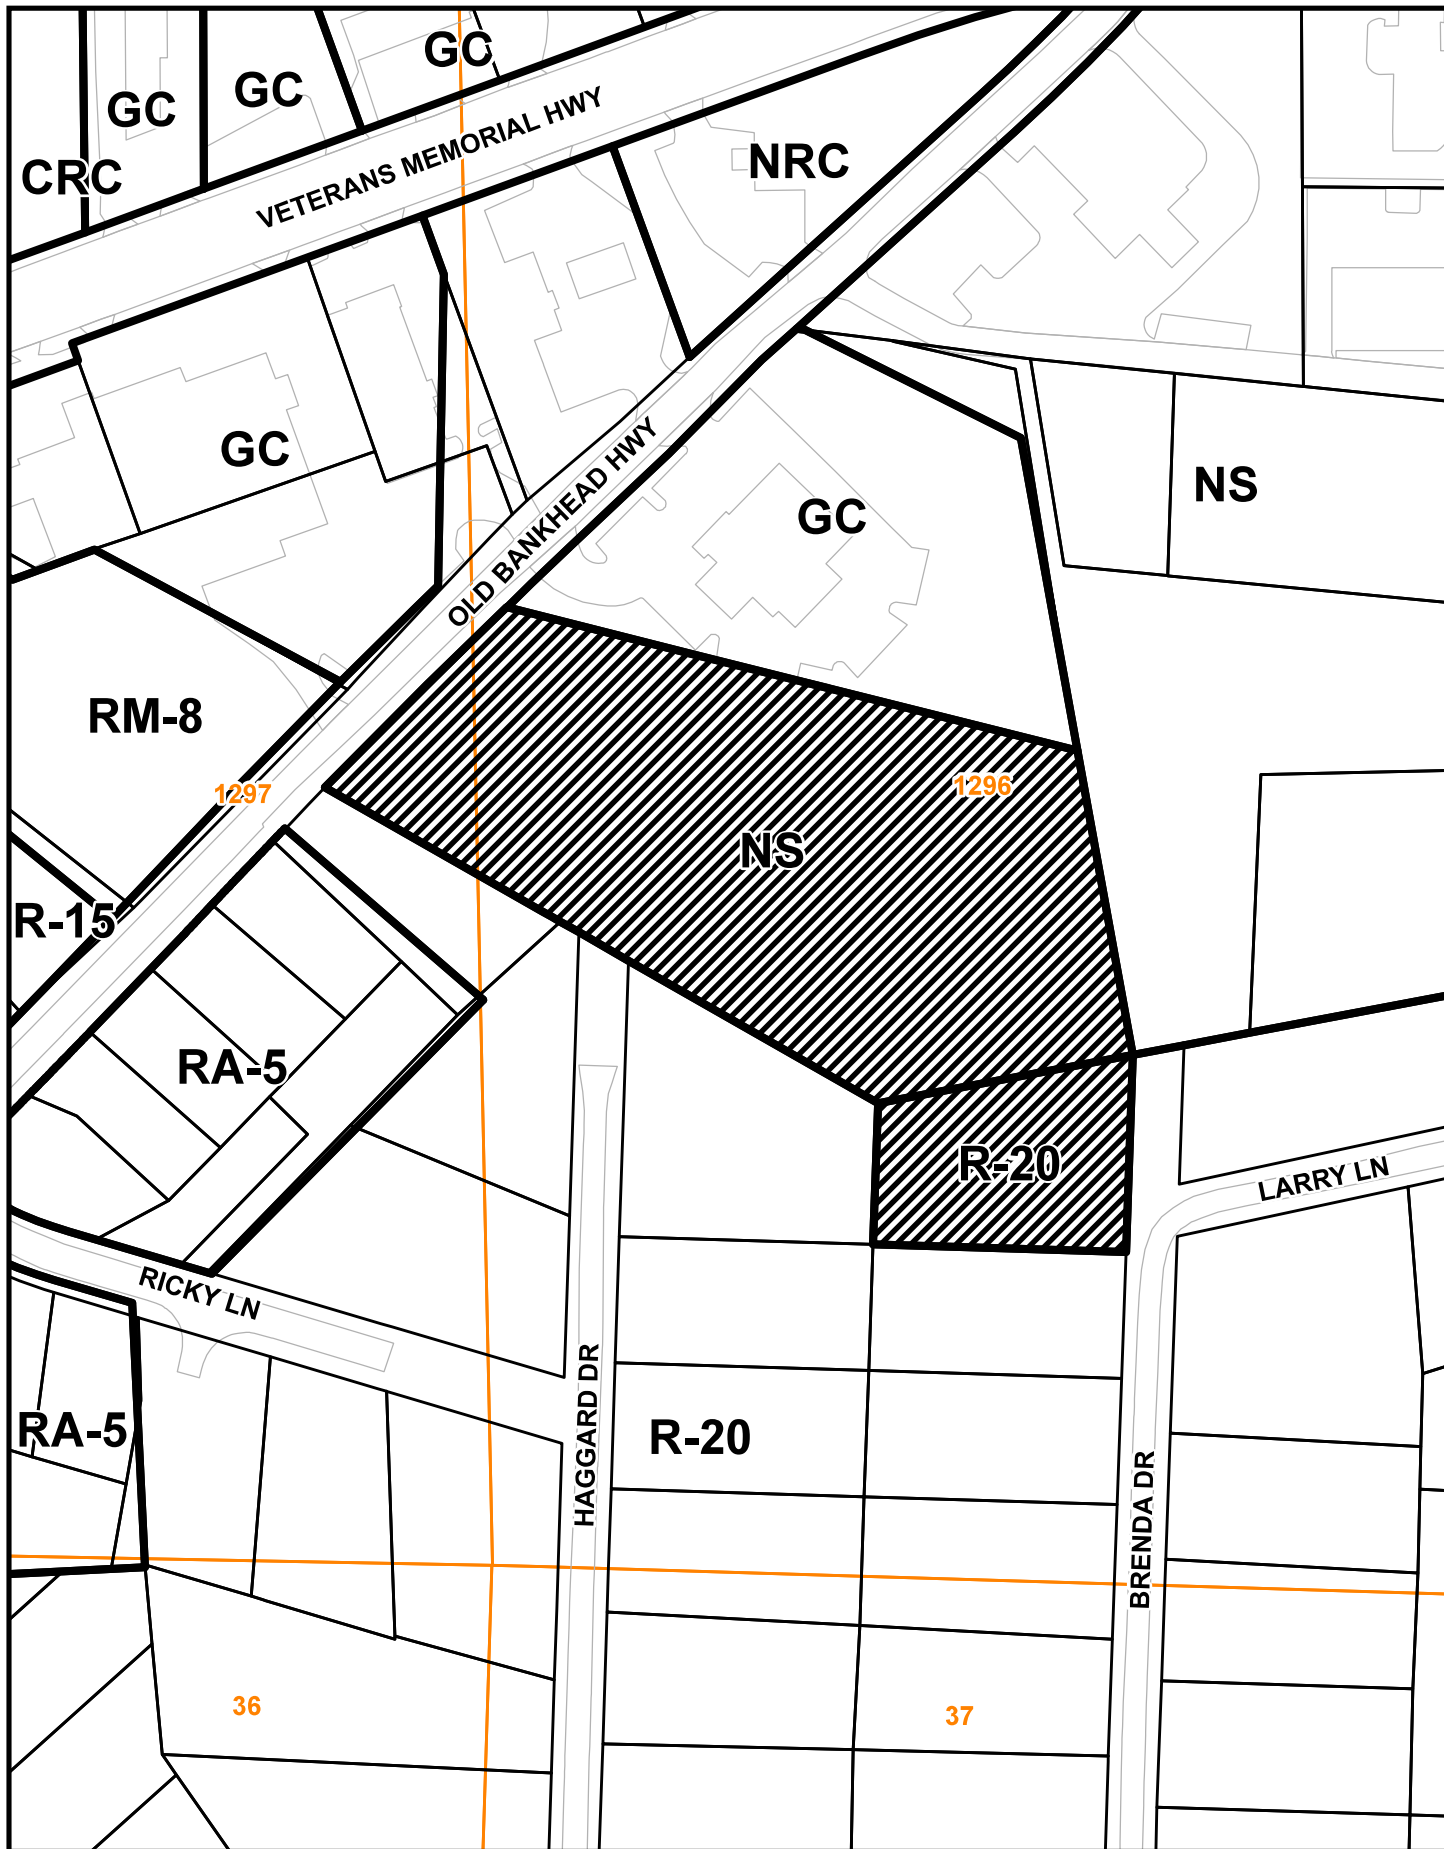 GC
GC
GC
CRC
VETERANS MEMORIAL HWY
NRC
GC
OLD BANKHEAD HWY
NS
GC
RM-8
1297
1296
NS
R-15
RA-5
R-20
LARRY LN
RICKY LN
RA-5
HAGGARD DR
R-20
BRENDA DR
36
37